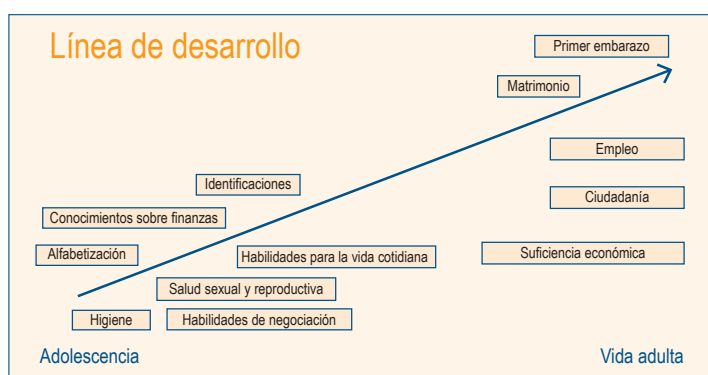 Línea de desarrollo
Primer embarazo
Matrimonio
Empleo
Identificaciones
Ciudadanía
Conocimientos sobre finanzas
Alfabetización
Habilidades para la vida cotidiana
Suficiencia económica
Salud sexual y reproductiva
Higiene
Habilidades de negociación
Adolescencia
Vida adulta